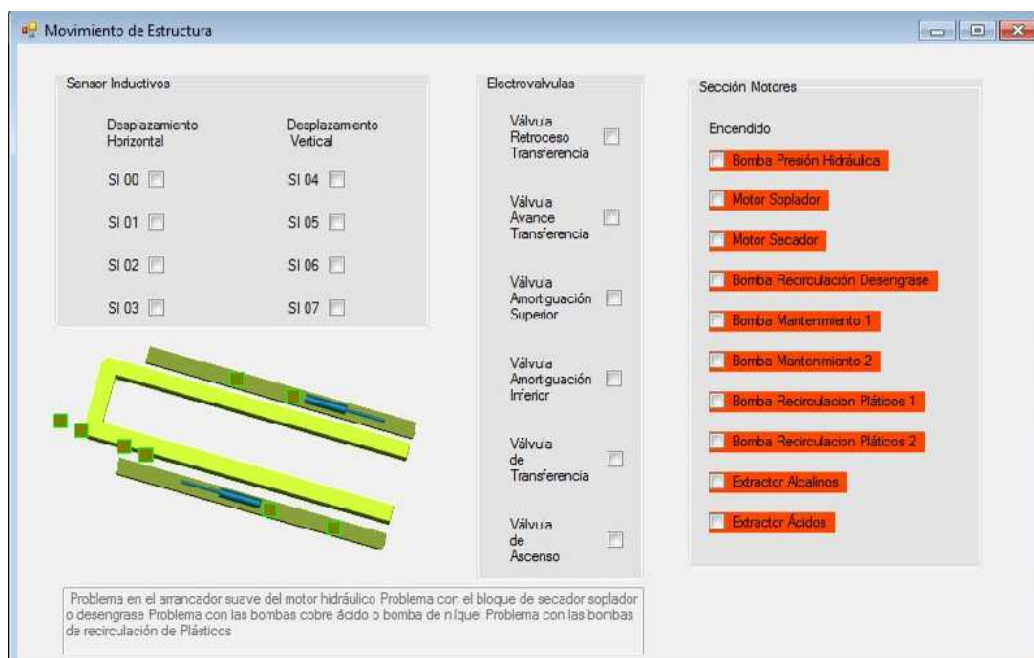 Movimiento de Estructura
Sensor Inductivos
Desplazamiento
Horizontal
Desplazamiento
Vertical
SI 00
SI 04
SI 01
SI 05
SI 02
SI 06
SI 03
SI 07
Electrovalvulas
Válvula
Retroceso
Transferencia
Válvula
Avance
Transferencia
Válvula
Amortguación
Superior
Válvula
Amortguación
Inferior
Válvula
de
Transferencia
Válvula
de
Ascenso
Sección Motores
Encendido
Bomba Presión Hidráulica
Motor Soplador
Motor Secador
Bomba Recirculación Desengrase
Bomba Mantenimiento 1
Bomba Mantenimiento 2
Bomba Recirculacion Pláticos 1
Bomba Recirculacion Pláticos 2
Extractor Alcalinos
Extractor Ácidos
Problema en el arrancador suave del motor hidráulico Problema con el bloque de secador soplador
o desengrase Problema con las bombas cobre ácido o bomba de níquel Problema con las bombas
de recirculación de Plásticos